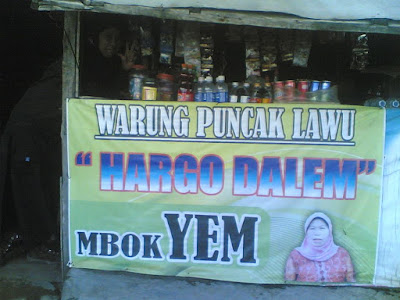 WARUNG PUNCAK LAWU
“ HARGO DALEM”
MBOK YEM